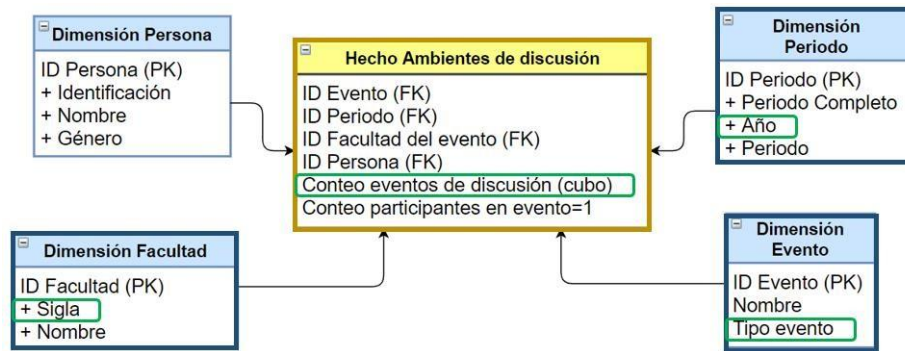 Dimensión Persona
ID Persona (PK)
+ Identificación
+ Nombre
+ Género
Hecho Ambientes de discusión
ID Evento (FK)
ID Periodo (FK)
ID Facultad del evento (FK)
ID Persona (FK)
Conteo eventos de discusión (cubo)
Conteo participantes en evento=1
Dimensión
Periodo
ID Periodo (PK)
+ Periodo Completo
+ Año
+ Periodo
Dimensión Facultad
ID Facultad (PK)
+ Sigla
+ Nombre
Dimensión
Evento
ID Evento (PK)
Nombre
Tipo evento